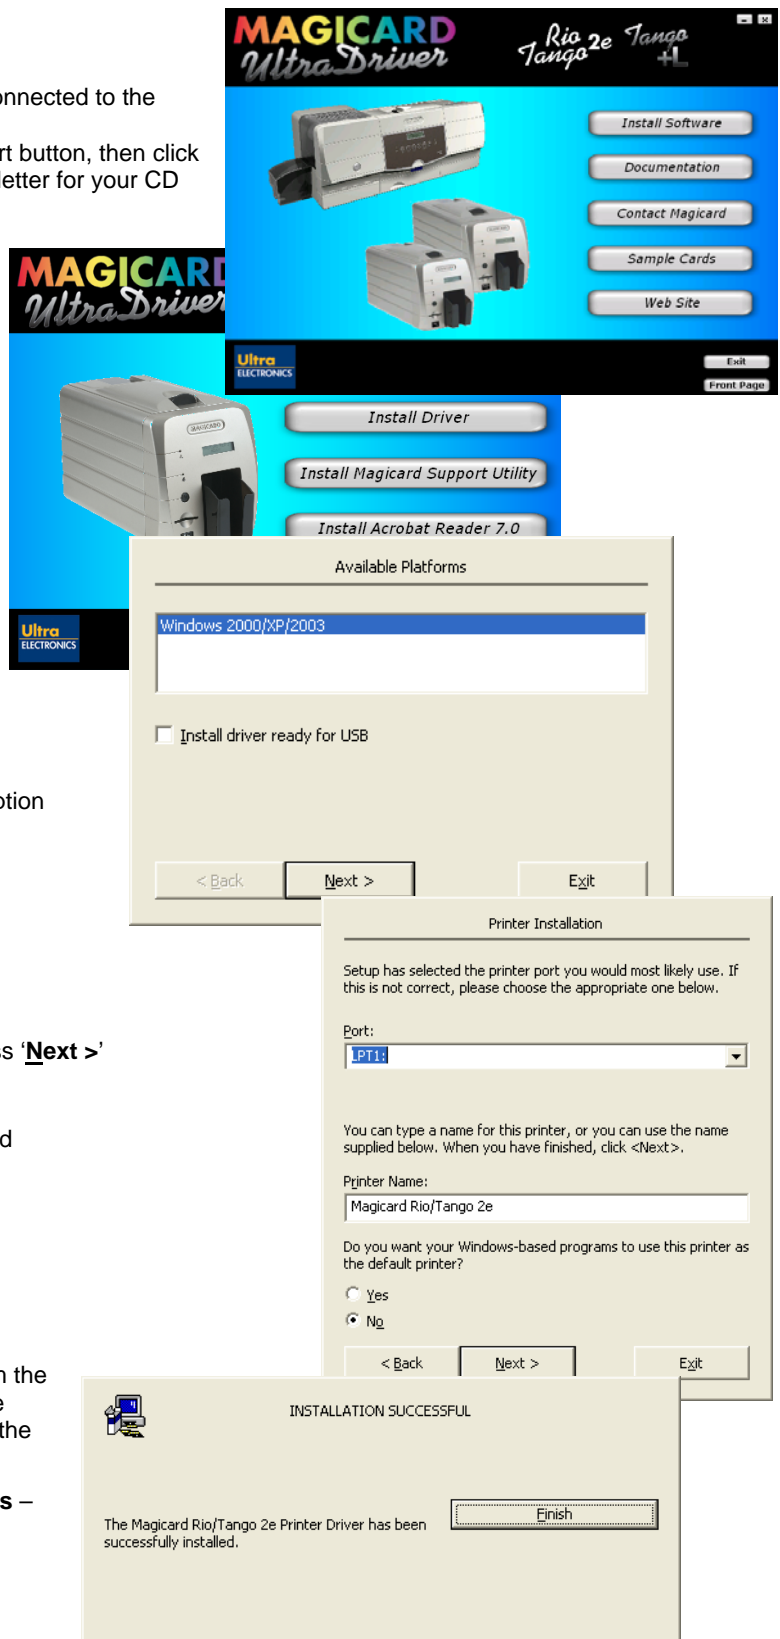 MAGICARD
UltraDriver
Rio
Tango 2e
Tango
+L
onnected to the
rt button, then click
letter for your CD
Install Software
Documentation
Contact Magicard
Sample Cards
Web Site
Ultra
ELECTRONICS
Exit
Front Page
MAGICARD
UltraDriver
MAGICARD
Install Driver
Install Magicard Support Utility
Install Acrobat Reader 7.0
Ultra
ELECTRONICS
Available Platforms
Windows 2000/XP/2003
Install driver ready for USB
otion
< Back
Next >
Exit
Printer Installation
Setup has selected the printer port you would most likely use. If
this is not correct, please choose the appropriate one below.
Port:
LPT1:
ss ‘Next >’
You can type a name for this printer, or you can use the name
supplied below. When you have finished, click <Next>.
d
Printer Name:
Magicard Rio/Tango 2e
Do you want your Windows-based programs to use this printer as
the default printer?
Yes
No
< Back
Next >
Exit
n the
e
the
s –
INSTALLATION SUCCESSFUL
The Magicard Rio/Tango 2e Printer Driver has been
successfully installed.
Finish